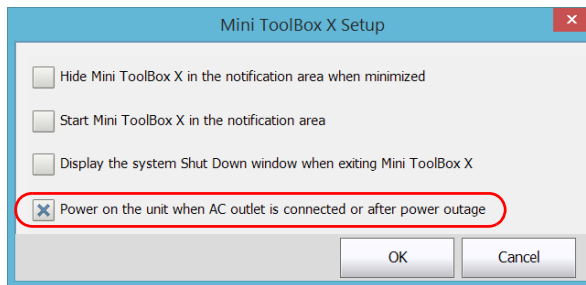 Mini ToolBox X Setup
Hide Mini ToolBox X in the notification area when minimized
Start Mini ToolBox X in the notification area
Display the system Shut Down window when exiting Mini ToolBox X
Power on the unit when AC outlet is connected or after power outage
OK Cancel